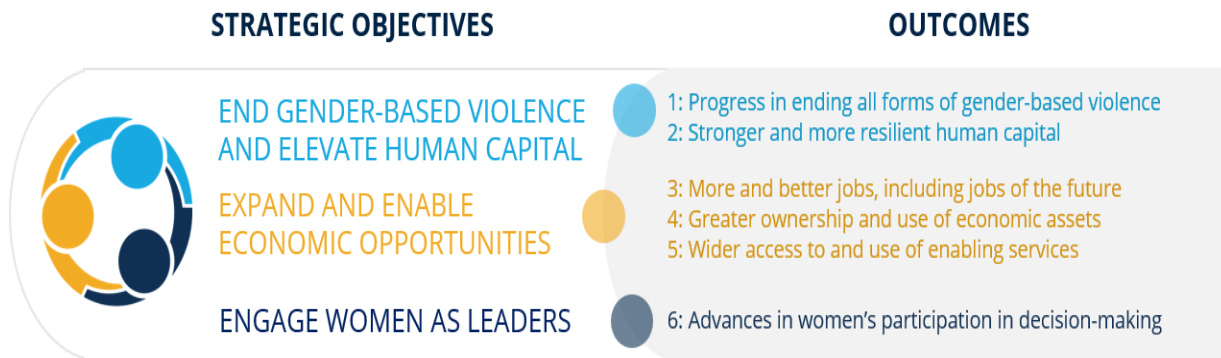 STRATEGIC OBJECTIVES
OUTCOMES
END GENDER-BASED VIOLENCE
AND ELEVATE HUMAN CAPITAL
1: Progress in ending all forms of gender-based violence
2: Stronger and more resilient human capital
EXPAND AND ENABLE
ECONOMIC OPPORTUNITIES
3: More and better jobs, including jobs of the future
4: Greater ownership and use of economic assets
5: Wider access to and use of enabling services
ENGAGE WOMEN AS LEADERS
6: Advances in women’s participation in decision-making